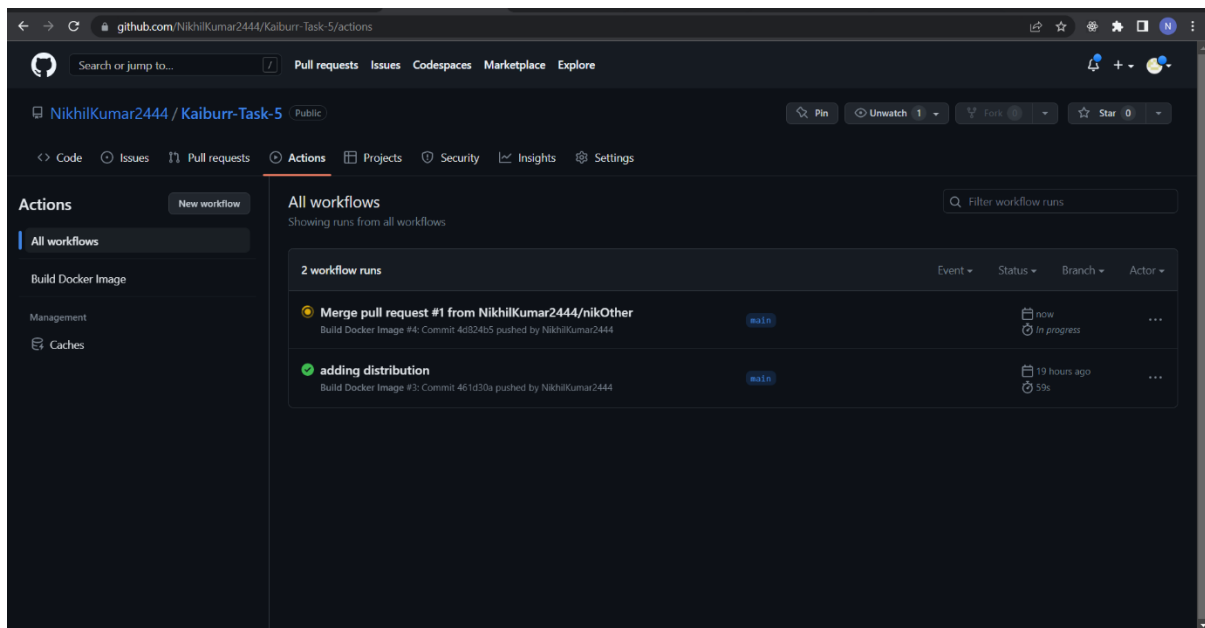 github.com/NikhilKumar2444/Kaiburr-Task-5/actions
N
Search or jump to... / Pull requests Issues Codespaces Marketplace Explore
NikhilKumar2444 / Kaiburr-Task-5 Public Pin Unwatch 1 Fork 0 Star 0
Code Issues Pull requests Actions Projects Security Insights Settings
Actions New workflow
All workflows
Build Docker Image
Management
Caches
All workflows Filter workflow runs
Showing runs from all workflows
2 workflow runs Event Status Branch Actor
Merge pull request #1 from NikhilKumar2444/nikOther main now
Build Docker Image #4: Commit 4d824b5 pushed by NikhilKumar2444 In progress
adding distribution main 19 hours ago
Build Docker Image #3: Commit 461d30a pushed by NikhilKumar2444 59s